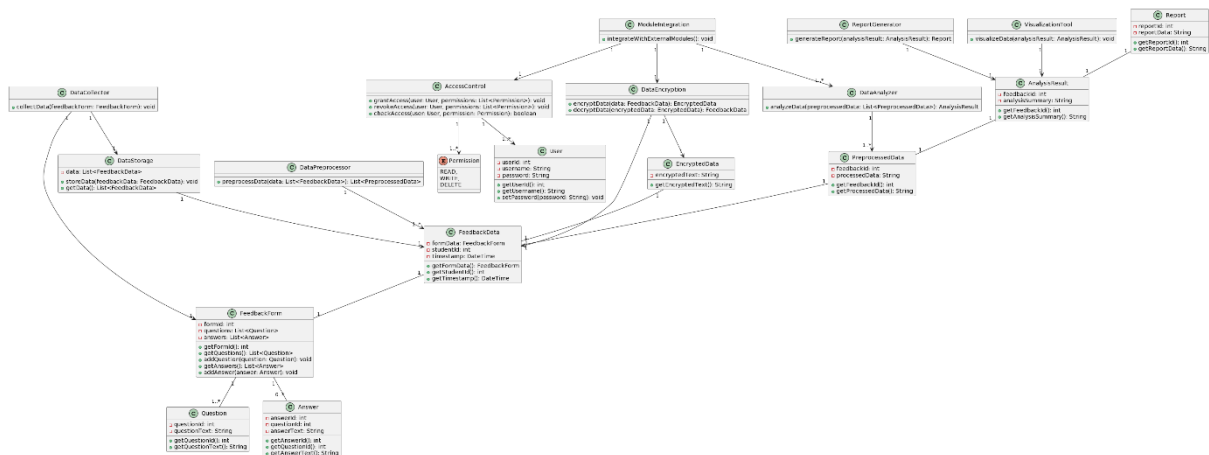 Report
reportId: int
reportData: String
getReportId(): int
getReportData(): String
ModuleIntegration
integrateWithExternalModules(): void
ReportGenerator
generateReport(analysisResult: AnalysisResult): Report
VisualizationTool
visualizeData(analysisResult: AnalysisResult): void
DataCollector
collectData(feedbackForm: FeedbackForm): void
AccessControl
grantAccess(user: User, permissions: List<Permission>): void
revokeAccess(user: User, permissions: List<Permission>): void
checkAccess(user: User, permission: Permission): boolean
DataEncryption
encryptData(data: FeedbackData): EncryptedData
decryptData(encryptedData: EncryptedData): FeedbackData
DataAnalyzer
analyzeData(preprocessedData: List<PreprocessedData>): AnalysisResult
AnalysisResult
feedbackId: int
analysisSummary: String
getFeedbackId(): int
getAnalysisSummary(): String
DataStorage
data: List<FeedbackData>
storeData(feedbackData: FeedbackData): void
getData(): List<FeedbackData>
DataPreprocessor
preprocessData(data: List<FeedbackData>): List<PreprocessedData>
Permission
READ,
WRITE,
DELETE
User
userId: int
username: String
password: String
getUserId(): int
getUsername(): String
setPassword(password: String): void
EncryptedData
encryptedText: String
getEncryptedText(): String
PreprocessedData
feedbackId: int
processedData: String
getFeedbackId(): int
getProcessedData(): String
FeedbackData
formData: FeedbackForm
studentId: int
timestamp: DateTime
getFormData(): FeedbackForm
getStudentId(): int
getTimestamp(): DateTime
FeedbackForm
formId: int
questions: List<Question>
answers: List<Answer>
getFormId(): int
getQuestions(): List<Question>
addQuestion(question: Question): void
getAnswers(): List<Answer>
addAnswer(answer: Answer): void
Question
questionId: int
questionText: String
getQuestionId(): int
getQuestionText(): String
Answer
answerId: int
questionId: int
answerText: String
getAnswerId(): int
getQuestionId(): int
getAnswerText(): String